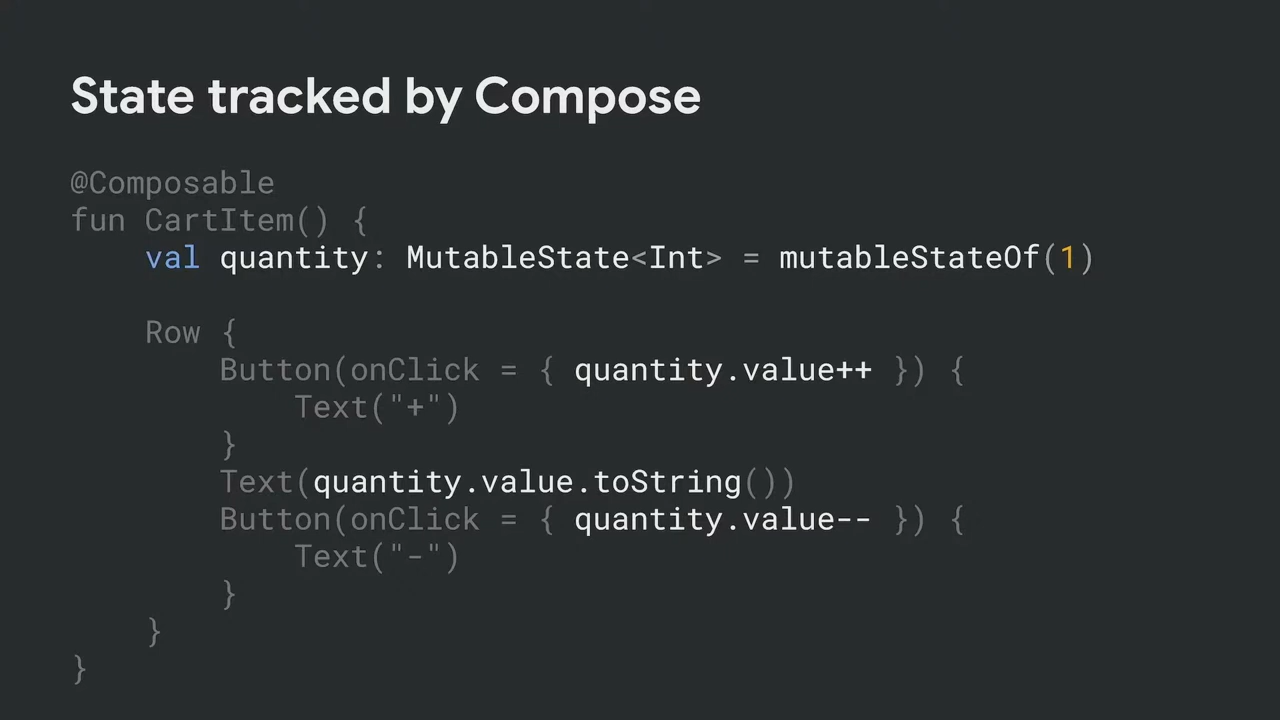 State tracked by Compose
@Composable
fun CartItem() {
    val quantity: MutableState<Int> = mutableStateOf(1)
    Row {
        Button(onClick = { quantity.value++ }) {
            Text("+")
        }
        Text(quantity.value.toString())
        Button(onClick = { quantity.value-- }) {
            Text("-")
        }
    }
}